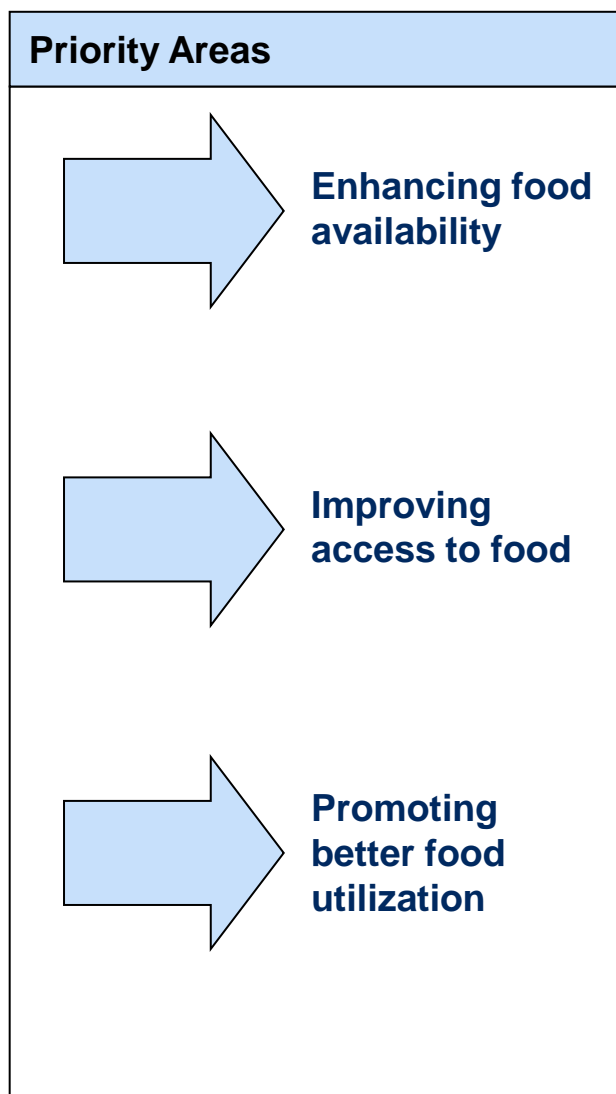 Priority Areas
Enhancing food
availability
Improving
access to food
Promoting
better food
utilization